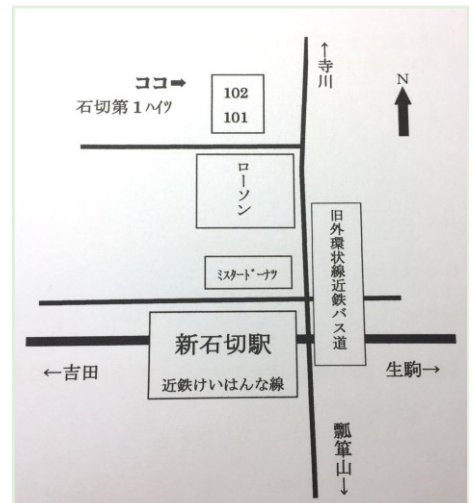 ↑寺川
N
ココ➡
石切第1ハイツ
102
101
ローソン
旧外環状線近鉄バス道
ミスタードーナツ
新石切駅
近鉄けいはんな線
←吉田
生駒→
瓢箪山↓